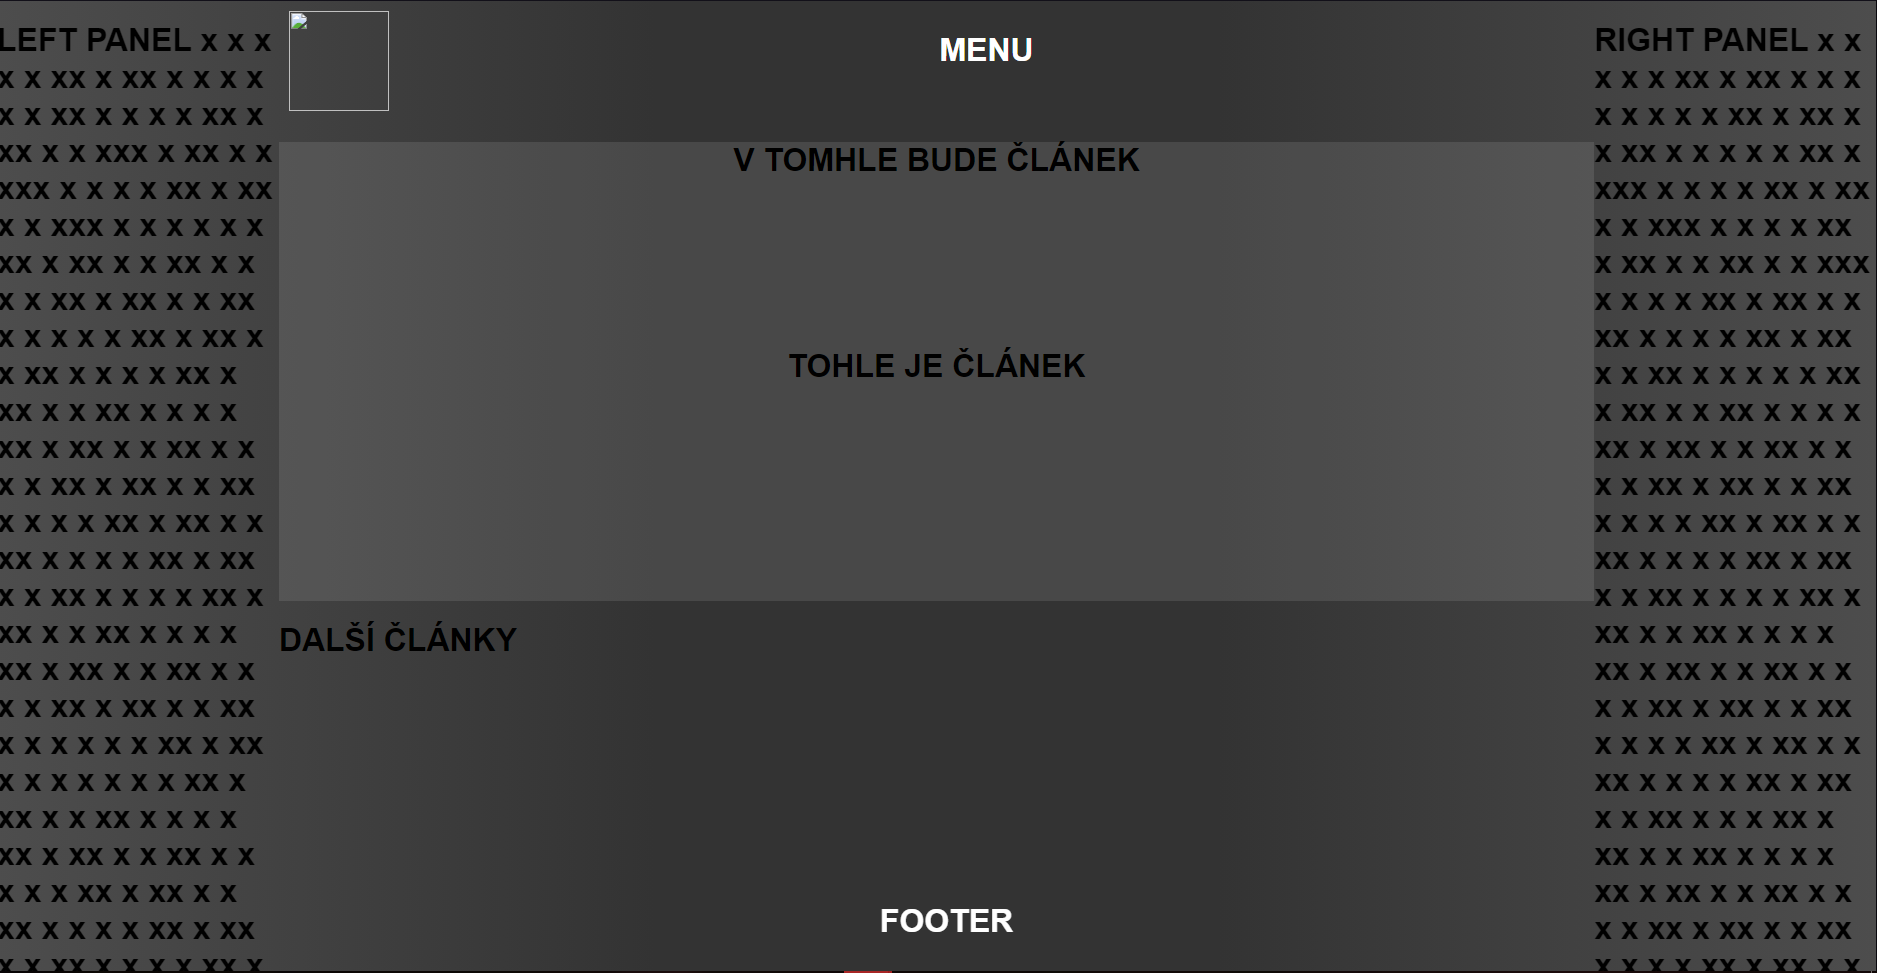 LEFT PANEL x x x
x x xx x xx x x x x
x x xx x x x x xx x
xx x x xxx x xx x x
xxx x x x x xx x xx
x x xxx x x x x x x
xx x xx x x xx x x
x x xx x xx x x xx
x x x x x xx x xx x
x xx x x x x xx x
xx x x xx x x x x
xx x xx x x xx x x
x x xx x xx x x xx
x x x x xx x xx x x
xx x x x x xx x xx
x x xx x x x x xx x
xx x x xx x x x x
xx x xx x x xx x x
x x xx x xx x x xx
x x x x x x xx x xx
x x x x x x x xx x
xx x x xx x x x x
xx x xx x x xx x x
x x x xx x xx x x
xx x x x x xx x xx
x x xx x x x x xx x
MENU
V TOMHLE BUDE ČLÁNEK
TOHLE JE ČLÁNEK
DALŠÍ ČLÁNKY
FOOTER
RIGHT PANEL x x
x x x xx x xx x x x
x x x x x xx x xx x
x xx x x x x x xx x
xxx x x x x xx x xx
x x xxx x x x x xx
x xx x x xx x x xxx
x x x x xx x xx x x
xx x x x x xx x xx
x x xx x x x x x xx
x xx x x xx x x x x
xx x xx x x xx x x
x x xx x xx x x xx
x x x x xx x xx x x
xx x x x x xx x xx
x x xx x x x x xx x
xx x x xx x x x x
xx x xx x x xx x x
x x xx x xx x x xx
x x x x xx x xx x x
xx x x x x xx x xx
x x xx x x x xx x
xx x x xx x x x x
xx x xx x x xx x x
x x xx x xx x x xx
x x x x xx x xx x x